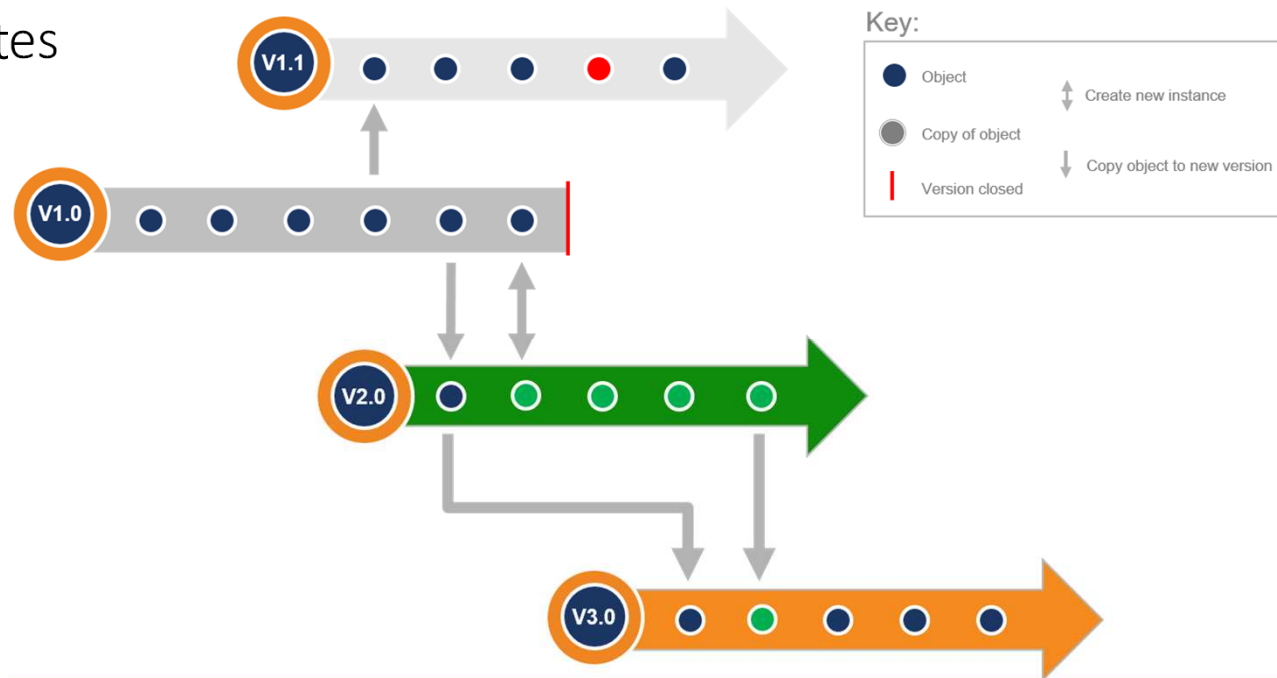 V1.1
Key:
Object
Create new instance
Copy of object
Copy object to new version
Version closed
V1.0
V2.0
V3.0